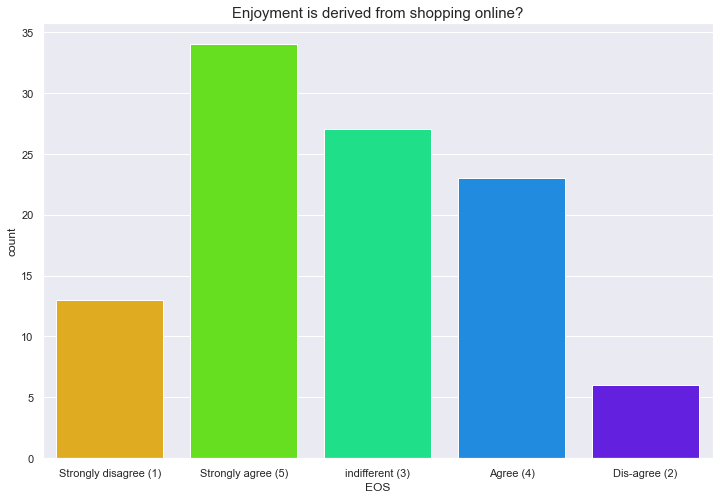 Enjoyment is derived from shopping online?
35
30
25
20
15
10
5
0
count
Strongly disagree (1)
Strongly agree (5)
indifferent (3)
Agree (4)
Dis-agree (2)
EOS